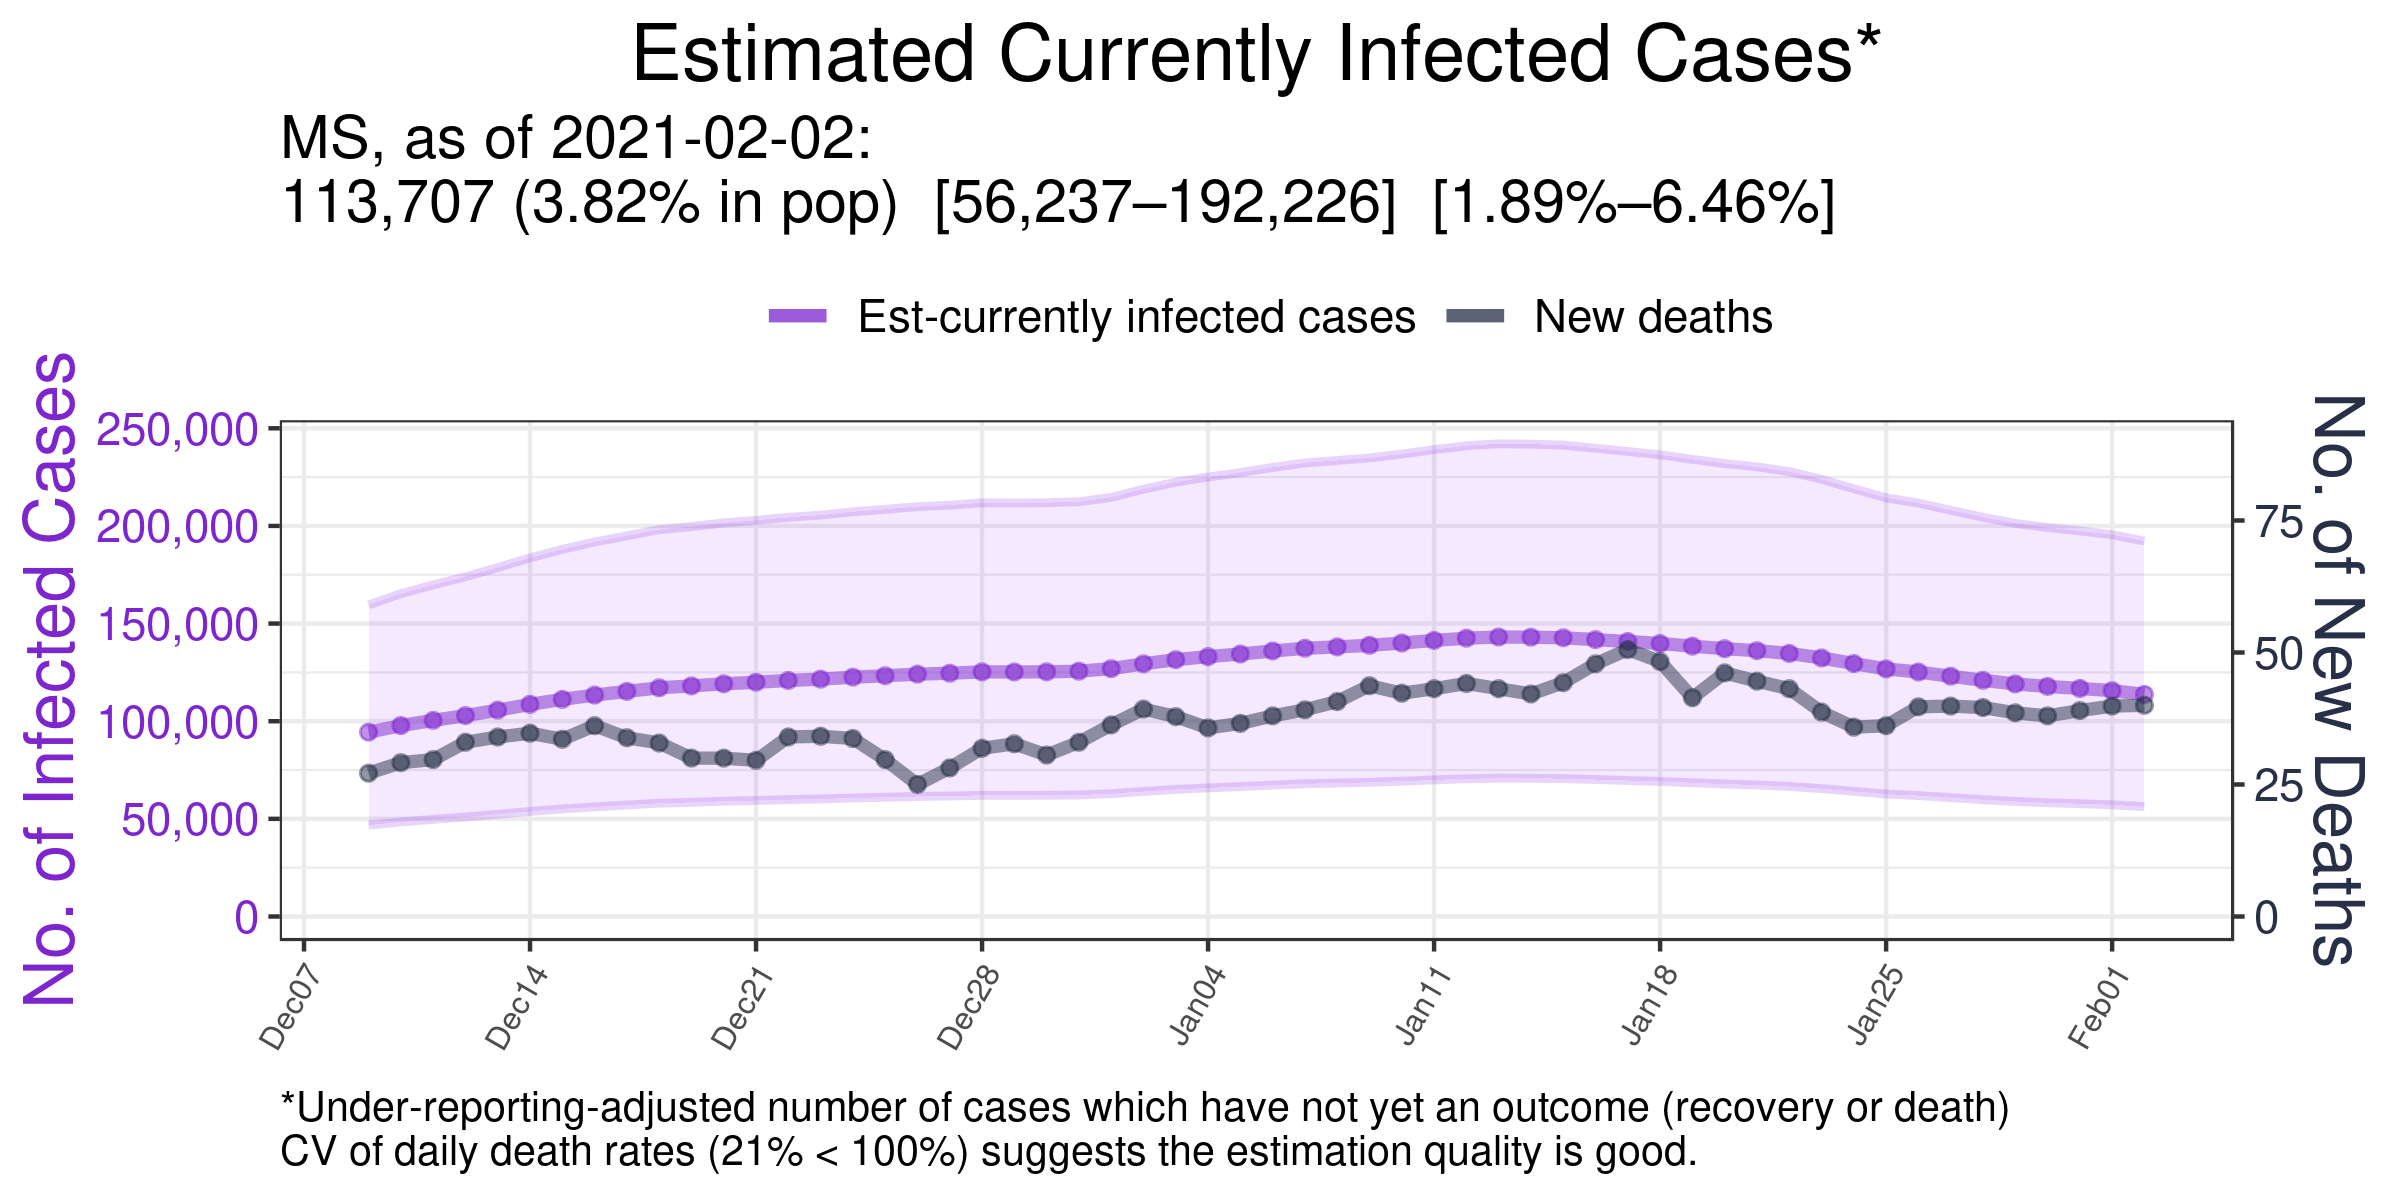 Estimated Currently Infected Cases*
MS, as of 2021-02-02:
113,707 (3.82% in pop)  [56,237–192,226]  [1.89%–6.46%]
Est-currently infected cases
New deaths
No. of Infected Cases
250,000
200,000
150,000
100,000
50,000
0
75
50
25
0
No. of New Deaths
Dec07
Dec14
Dec21
Dec28
Jan04
Jan11
Jan18
Jan25
Feb01
*Under-reporting-adjusted number of cases which have not yet an outcome (recovery or death)
CV of daily death rates (21% < 100%) suggests the estimation quality is good.